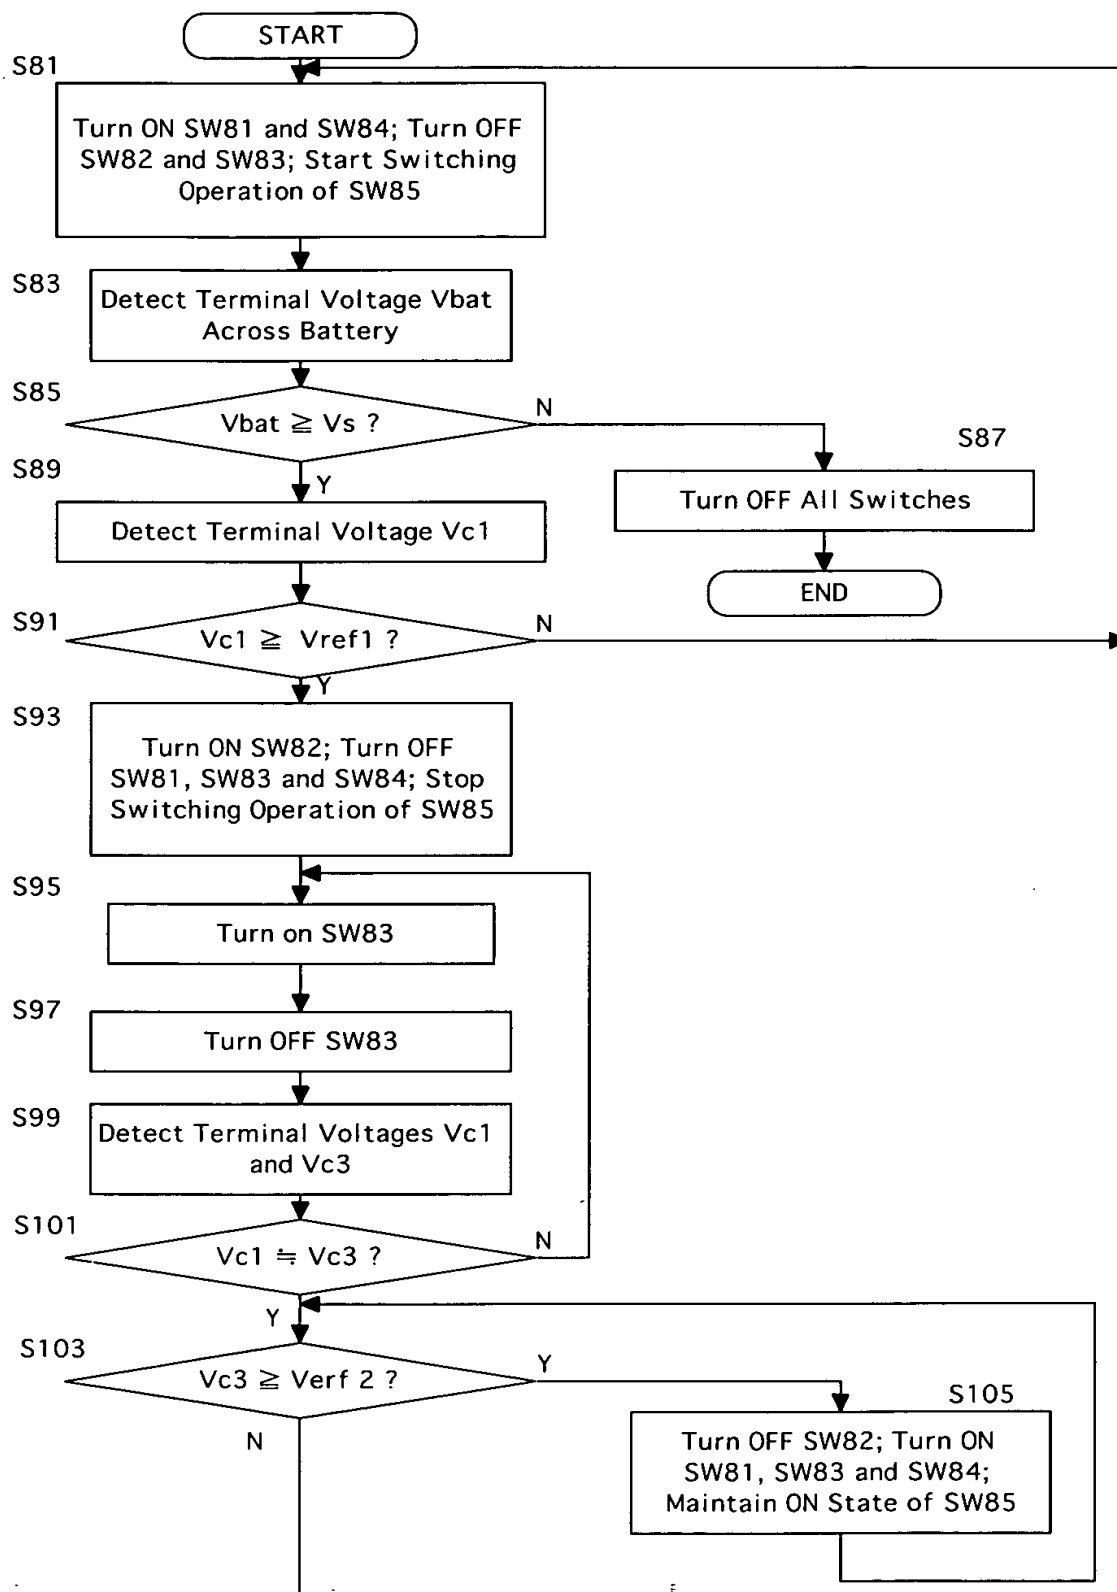 START
S81
Turn ON SW81 and SW84; Turn OFF
SW82 and SW83; Start Switching
Operation of SW85
S83
Detect Terminal Voltage Vbat
Across Battery
S85
Vbat ≧ Vs ?
N
S87
Turn OFF All Switches
END
S89
Y
Detect Terminal Voltage Vc1
S91
Vc1 ≧ Vref1 ?
N
Y
S93
Turn ON SW82; Turn OFF
SW81, SW83 and SW84; Stop
Switching Operation of SW85
S95
Turn on SW83
S97
Turn OFF SW83
S99
Detect Terminal Voltages Vc1
and Vc3
S101
Vc1 ≒ Vc3 ?
N
Y
S103
Vc3 ≧ Verf 2 ?
Y
N
S105
Turn OFF SW82; Turn ON
SW81, SW83 and SW84;
Maintain ON State of SW85